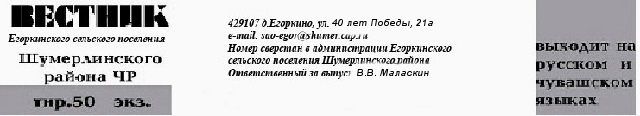 ВЕСТНИК
Егоркинского сельского поселения
Шумерлинского
района ЧР
тир.50 экз.
429107 д.Егоркино, ул. 40 лет Победы, 21а
e-mail: sao-egor@shumer.cap.ru
Номер сверстан в администрации Егоркинского
сельского поселения Шумерлинского района
Ответственный за выпуск В.В. Маласкин
выходит на
русском и
чувашском
языках